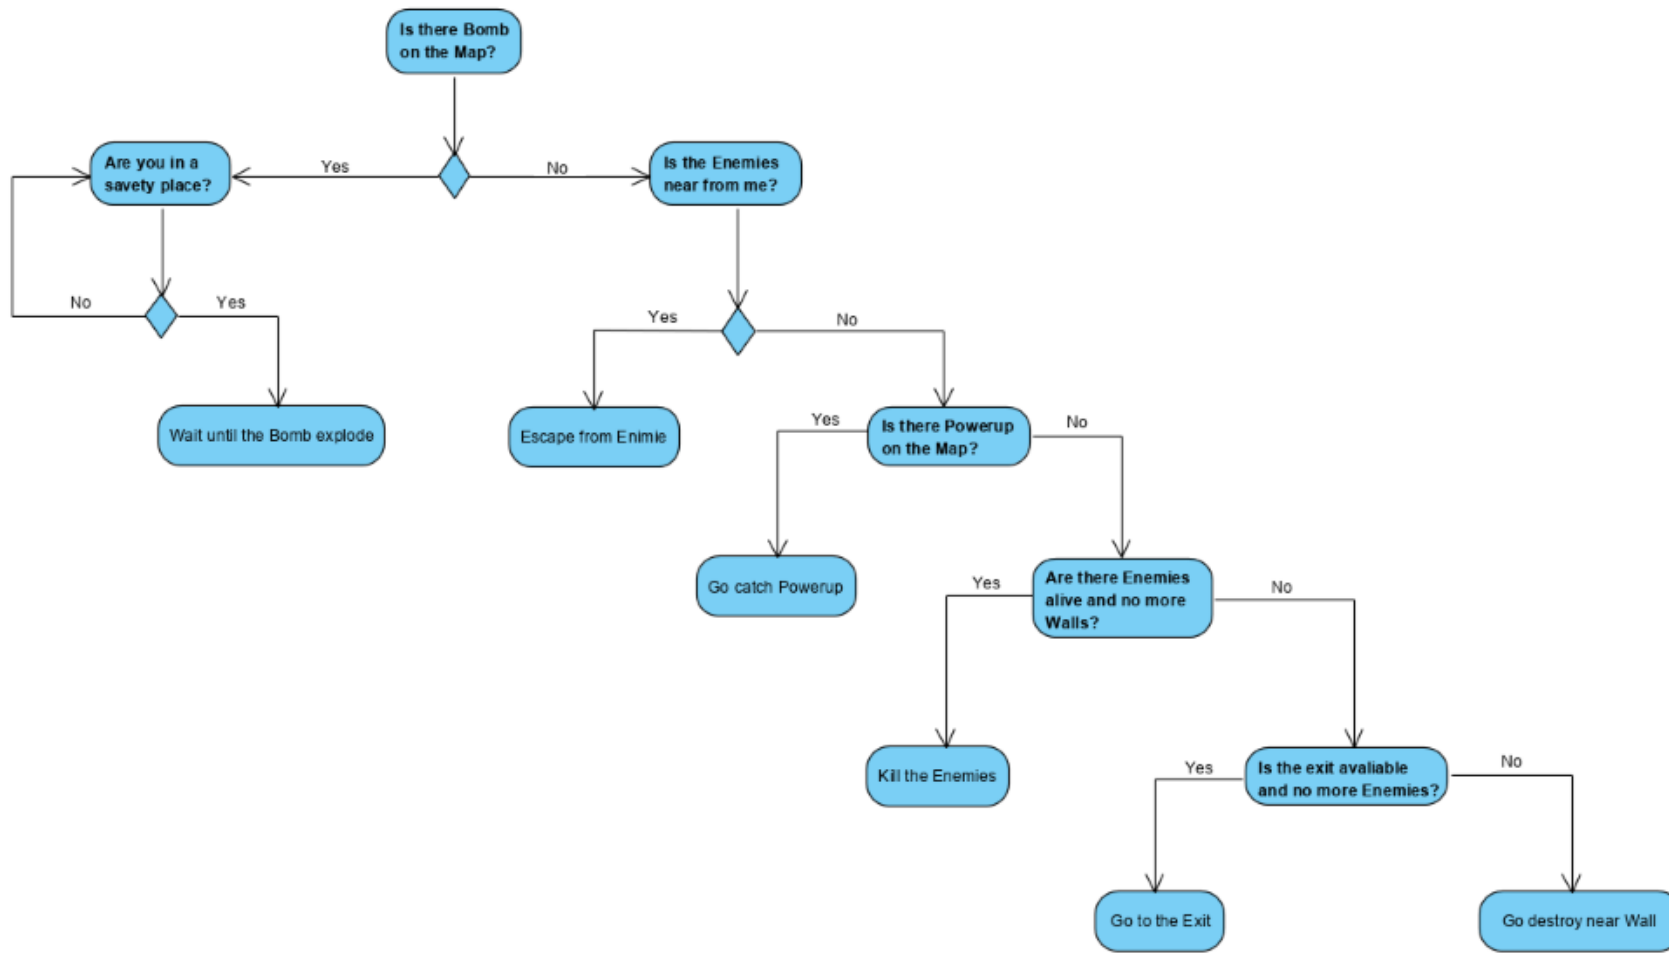 Is there Bomb
on the Map?
Are you in a
savety place?
Yes
No
Is the Enemies
near from me?
No
Yes
Yes
No
Wait until the Bomb explode
Escape from Enimie
Yes
Is there Powerup
on the Map?
No
Go catch Powerup
Yes
Are there Enemies
alive and no more
Walls?
No
Kill the Enemies
Yes
Is the exit avaliable
and no more Enemies?
No
Go to the Exit
Go destroy near Wall